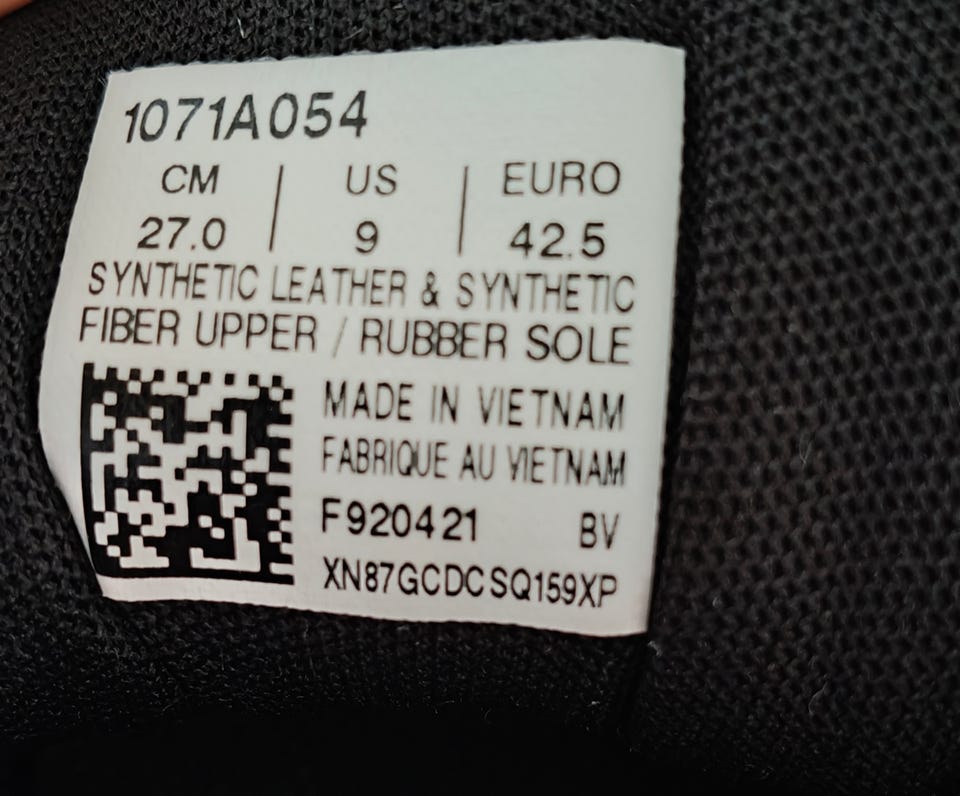 1071A054
CM | US | EURO
27.0 | 9 | 42.5
SYNTHETIC LEATHER & SYNTHETIC
FIBER UPPER / RUBBER SOLE
MADE IN VIETNAM
FABRIQUE AU VIETNAM
F920421 BV
XN87GCDCSQ159XP